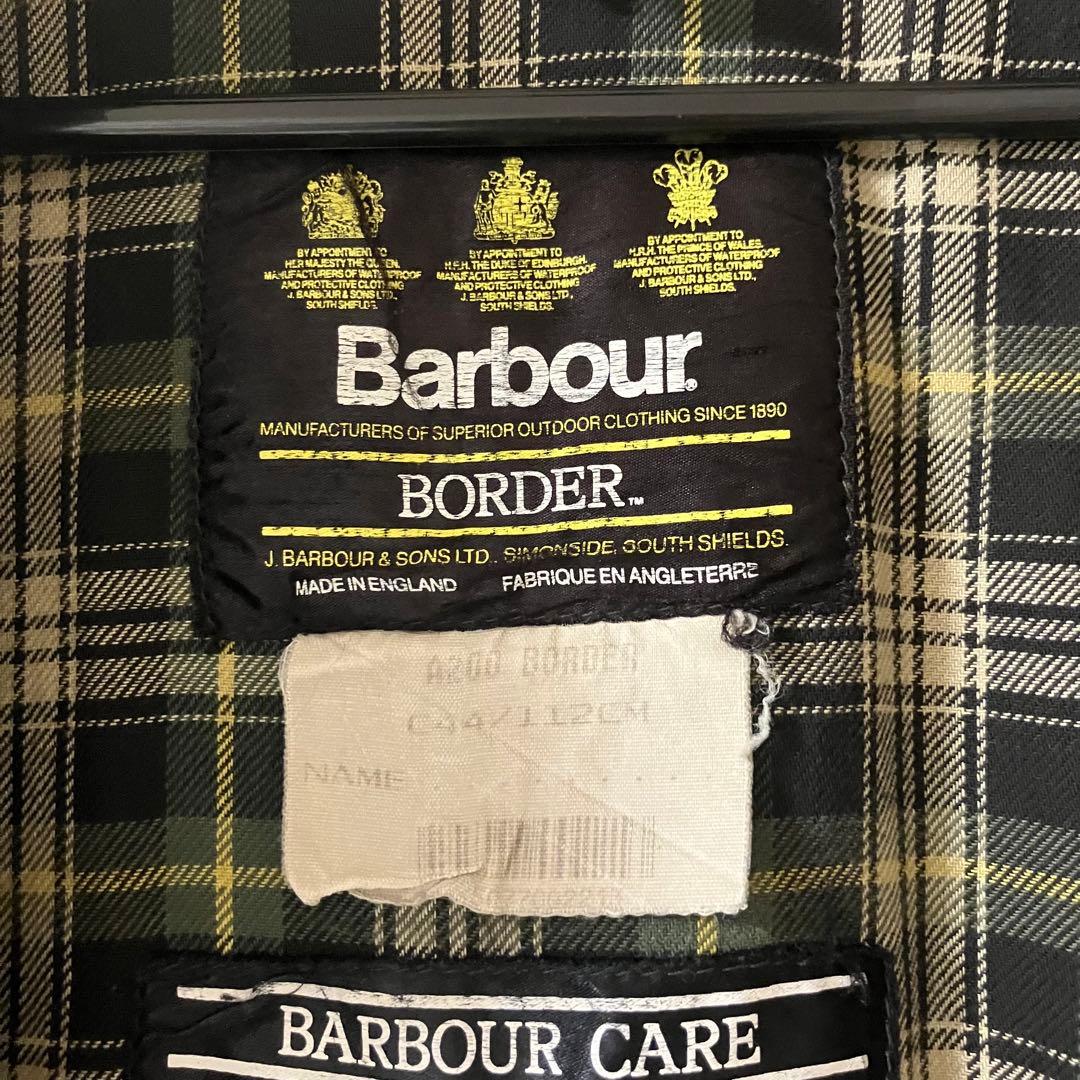 BY APPOINTMENT TO
HER MAJESTY THE QUEEN.
MANUFACTURERS OF WATERPROOF
AND PROTECTIVE CLOTHING
J. BARBOUR & SONS LTD.,
SOUTH SHIELDS.
BY APPOINTMENT TO
H.R.H. THE DUKE OF EDINBURGH.
MANUFACTURERS OF WATERPROOF
AND PROTECTIVE CLOTHING
J. BARBOUR & SONS LTD.,
SOUTH SHIELDS.
BY APPOINTMENT TO
H.R.H. THE PRINCE OF WALES.
MANUFACTURERS OF WATERPROOF
AND PROTECTIVE CLOTHING
J. BARBOUR & SONS LTD.,
SOUTH SHIELDS.
Barbour®
MANUFACTURERS OF SUPERIOR OUTDOOR CLOTHING SINCE 1890
BORDER™
J. BARBOUR & SONS LTD. SIMONSIDE, SOUTH SHIELDS.
MADE IN ENGLAND FABRIQUE EN ANGLETERRE
A200 BORDER
C44/112CM
NAME
BARBOUR CARE